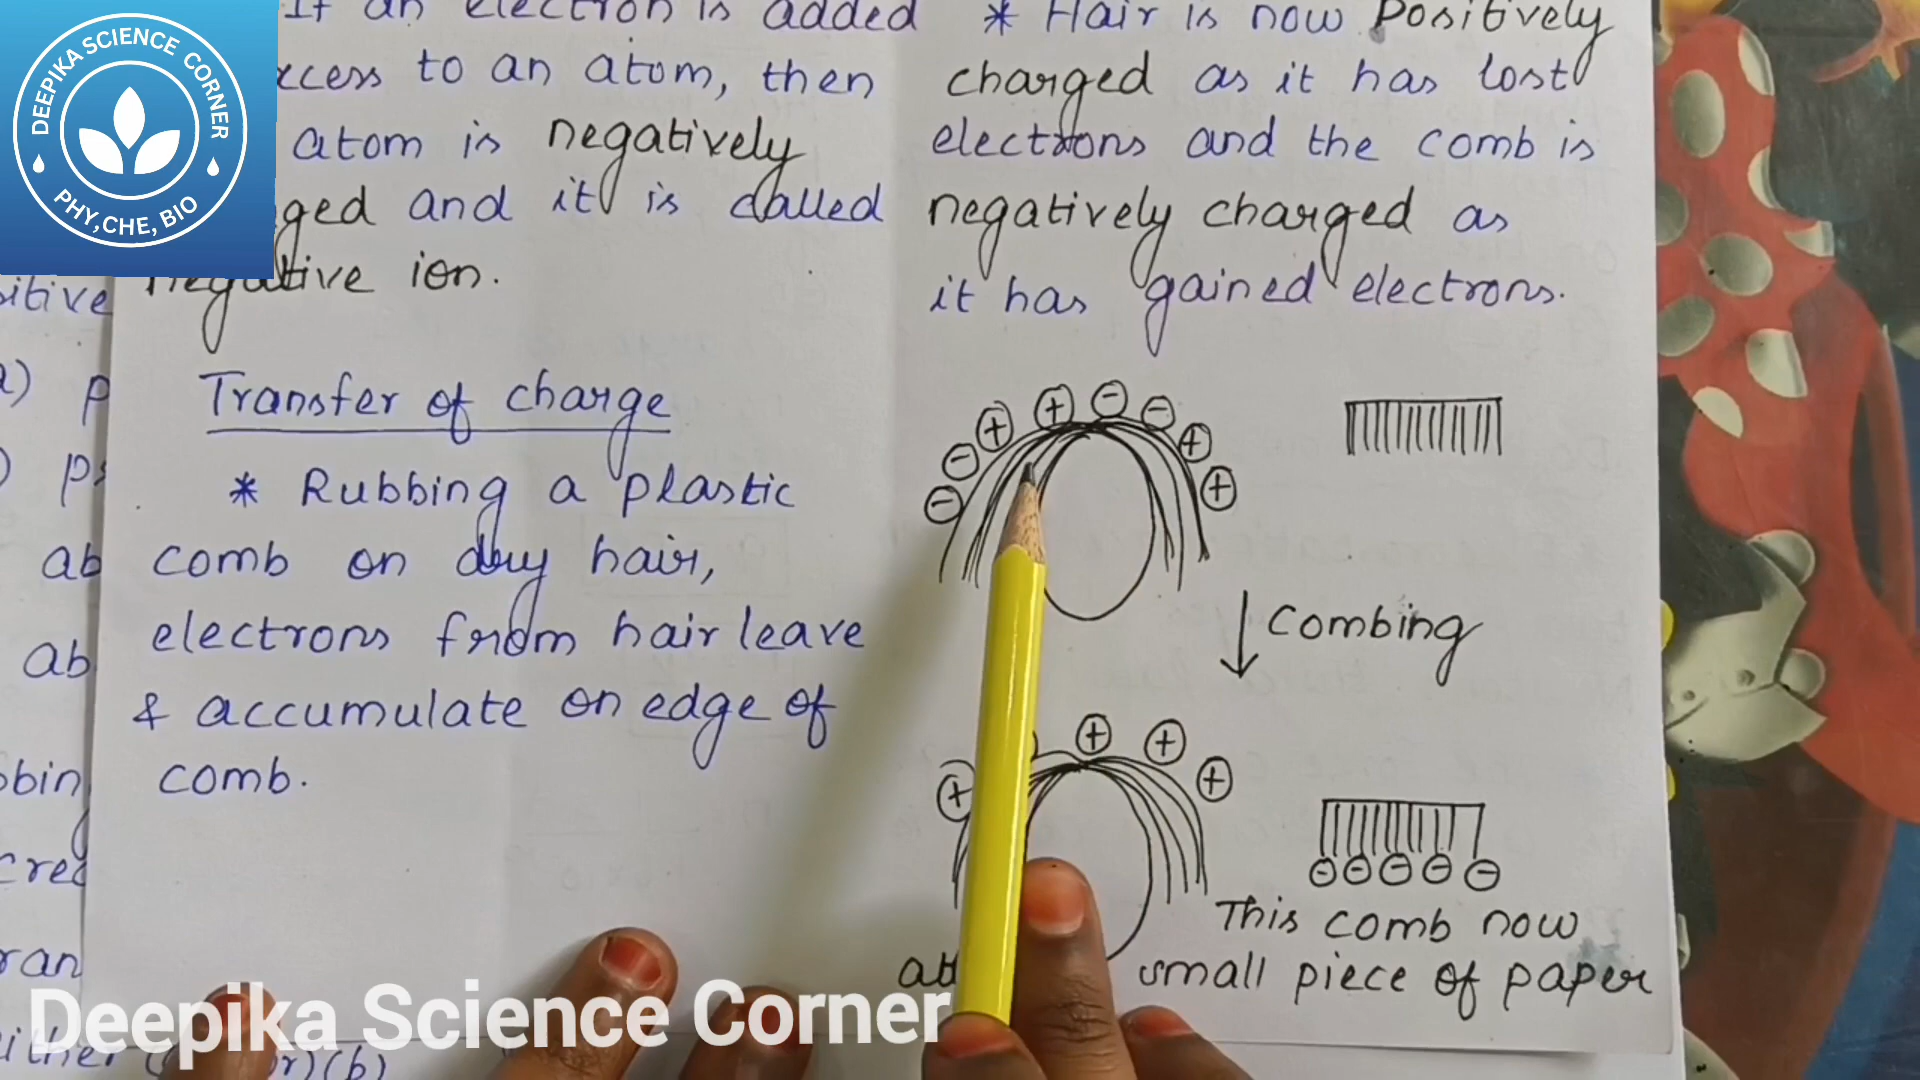 DEEPIKA SCIENCE CORNER
PHY,CHE, BIO
If an electron is added
to an atom, then
atom is negatively
and it is called
negative ion.
Transfer of charge
* Rubbing a plastic
comb on dry hair,
electrons from hair leave
& accumulate on edge of
comb.
* Hair is now positively
charged as it has lost
electrons and the comb is
negatively charged as
it has gained electrons.
- - + + - - + +
Combing
+ + + +
- - - - -
This comb now
small piece of paper
ab
ab
(b)
Deepika Science Corner